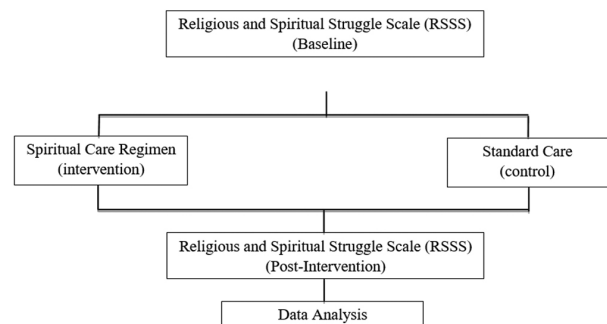 Religious and Spiritual Struggle Scale (RSSS)
(Baseline)
Spiritual Care Regimen
(intervention)
Standard Care
(control)
Religious and Spiritual Struggle Scale (RSSS)
(Post-Intervention)
Data Analysis